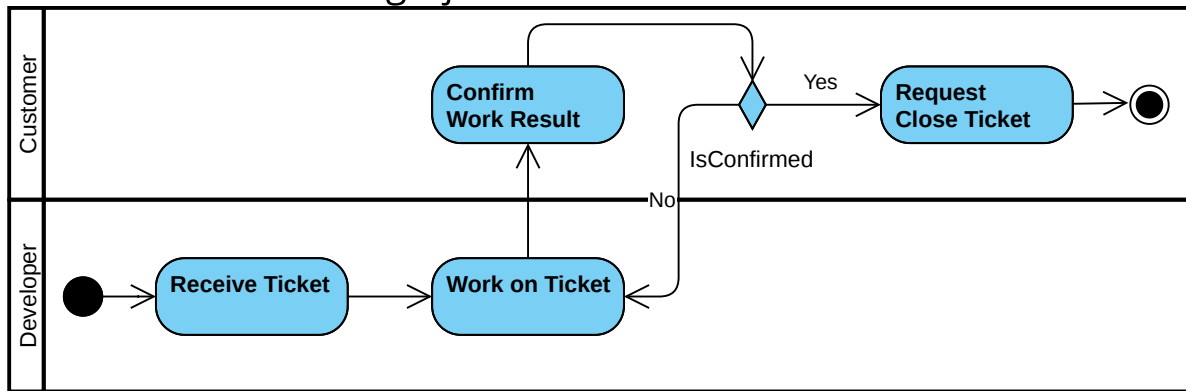 Customer
Confirm
Work Result
Yes
Request
Close Ticket
IsConfirmed
No
Developer
Receive Ticket
Work on Ticket